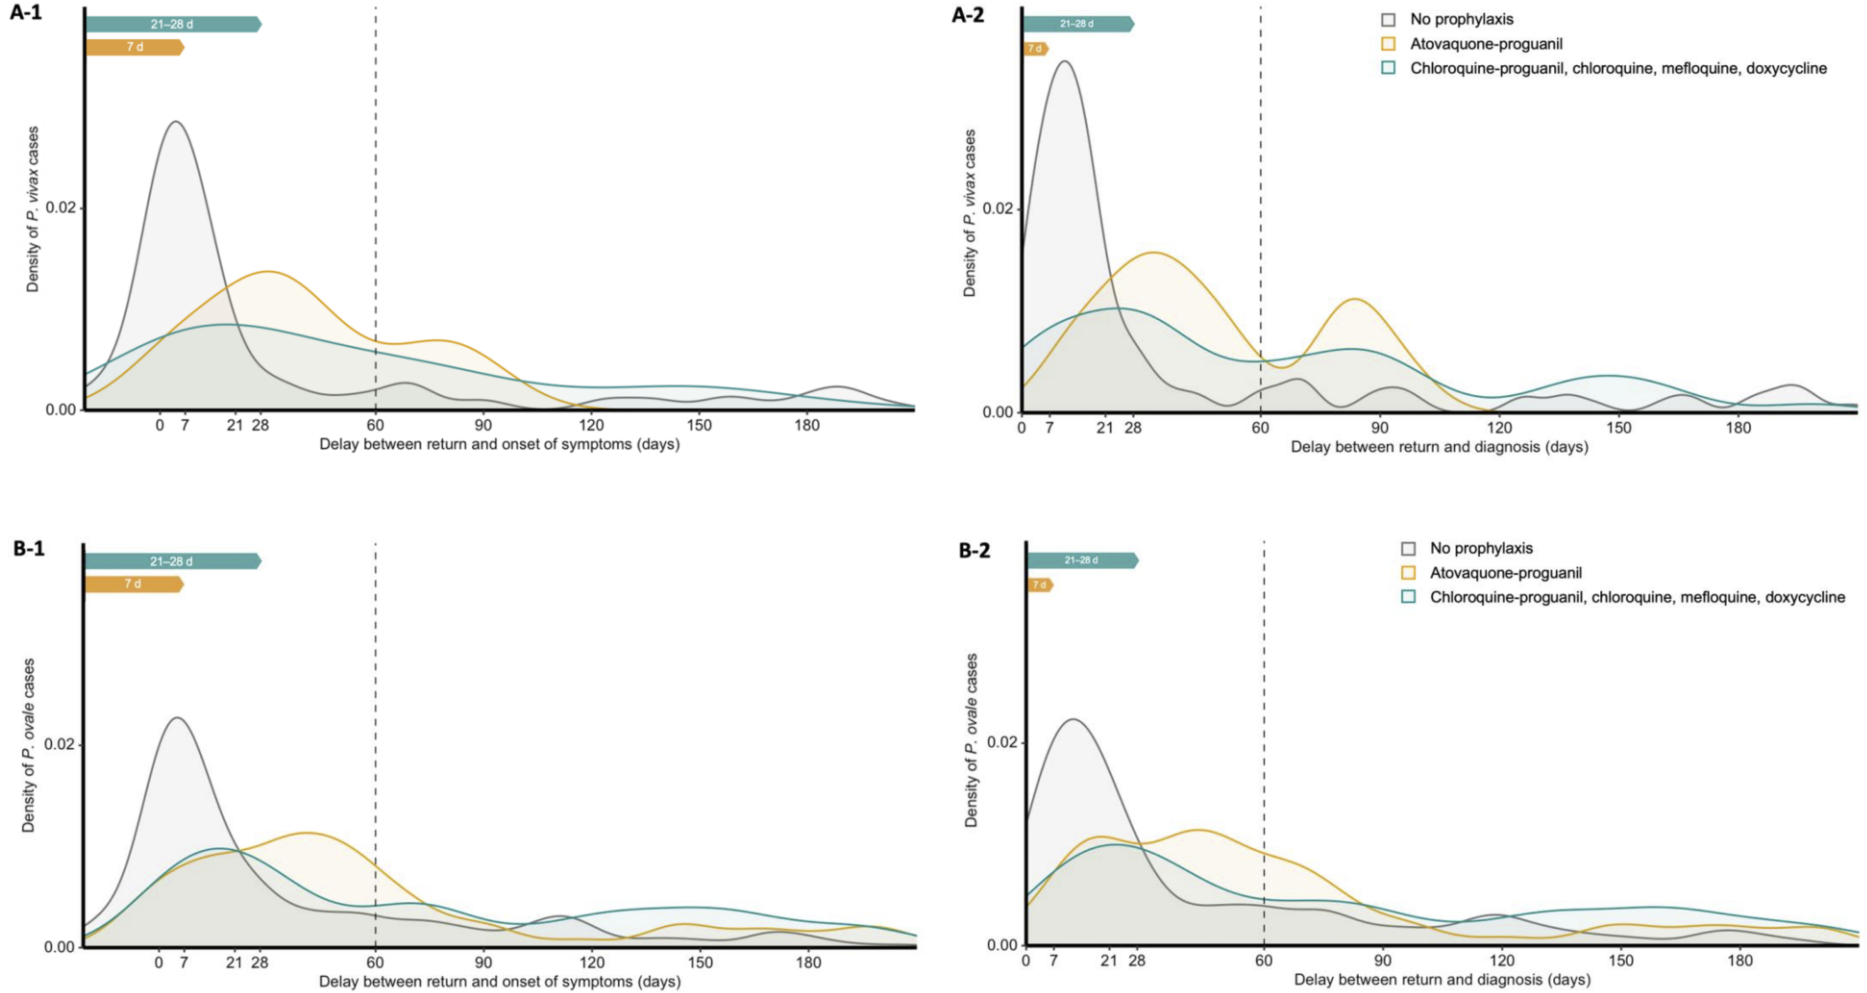 A-1
21–28 d
7 d
Density of P. vivax cases
0.02
0.00
0 7 21 28 60 90 120 150 180
Delay between return and onset of symptoms (days)
A-2
21–28 d
7 d
No prophylaxis
Atovaquone-proguanil
Chloroquine-proguanil, chloroquine, mefloquine, doxycycline
Density of P. vivax cases
0.02
0.00
0 7 21 28 60 90 120 150 180
Delay between return and diagnosis (days)
B-1
21–28 d
7 d
Density of P. ovale cases
0.02
0.00
0 7 21 28 60 90 120 150 180
Delay between return and onset of symptoms (days)
B-2
21–28 d
7 d
No prophylaxis
Atovaquone-proguanil
Chloroquine-proguanil, chloroquine, mefloquine, doxycycline
Density of P. ovale cases
0.02
0.00
0 7 21 28 60 90 120 150 180
Delay between return and diagnosis (days)